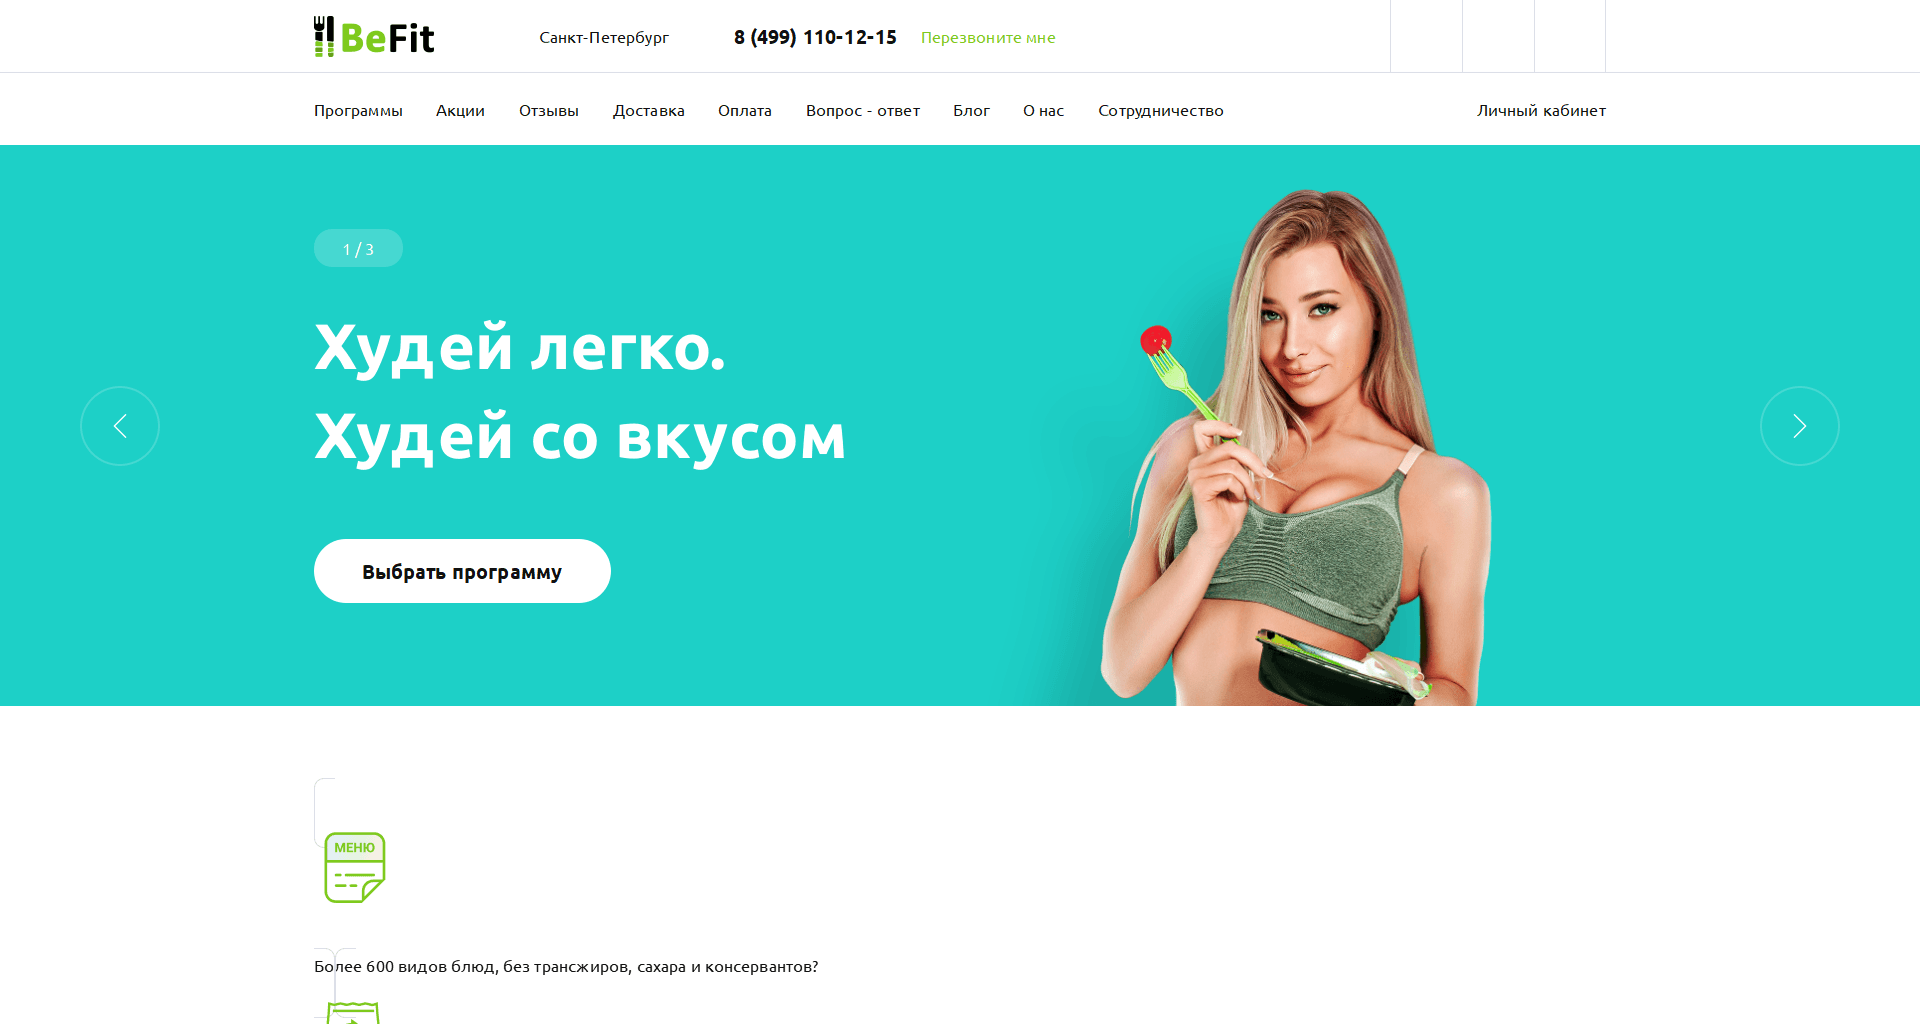 BeFit
Санкт-Петербург
8 (499) 110-12-15
Перезвоните мне
Программы
Акции
Отзывы
Доставка
Оплата
Вопрос - ответ
Блог
О нас
Сотрудничество
Личный кабинет
1 / 3
Худей легко.
Худей со вкусом
Выбрать программу
МЕНЮ
Более 600 видов блюд, без трансжиров, сахара и консервантов?